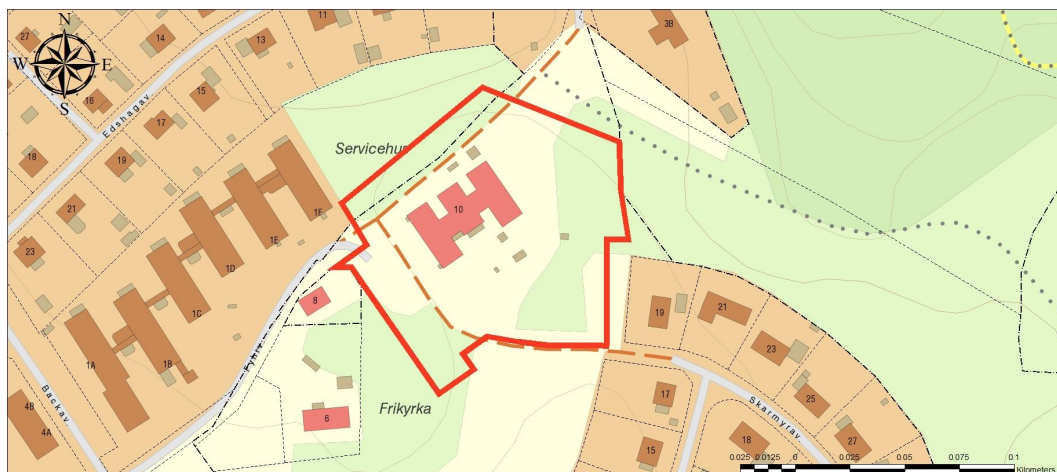 N
W
E
S
27
14
13
11
3B
16
15
Edshagav
17
18
19
Servicehus
21
1F
10
23
1E
1D
8
1C
19
21
1A
1B
23
Fyhrs
Backav
17
Skarmyrav
25
4B
4A
6
Frikyrka
15
18
27
0.025 0.0125 0 0.025 0.05 0.1
Kilometers